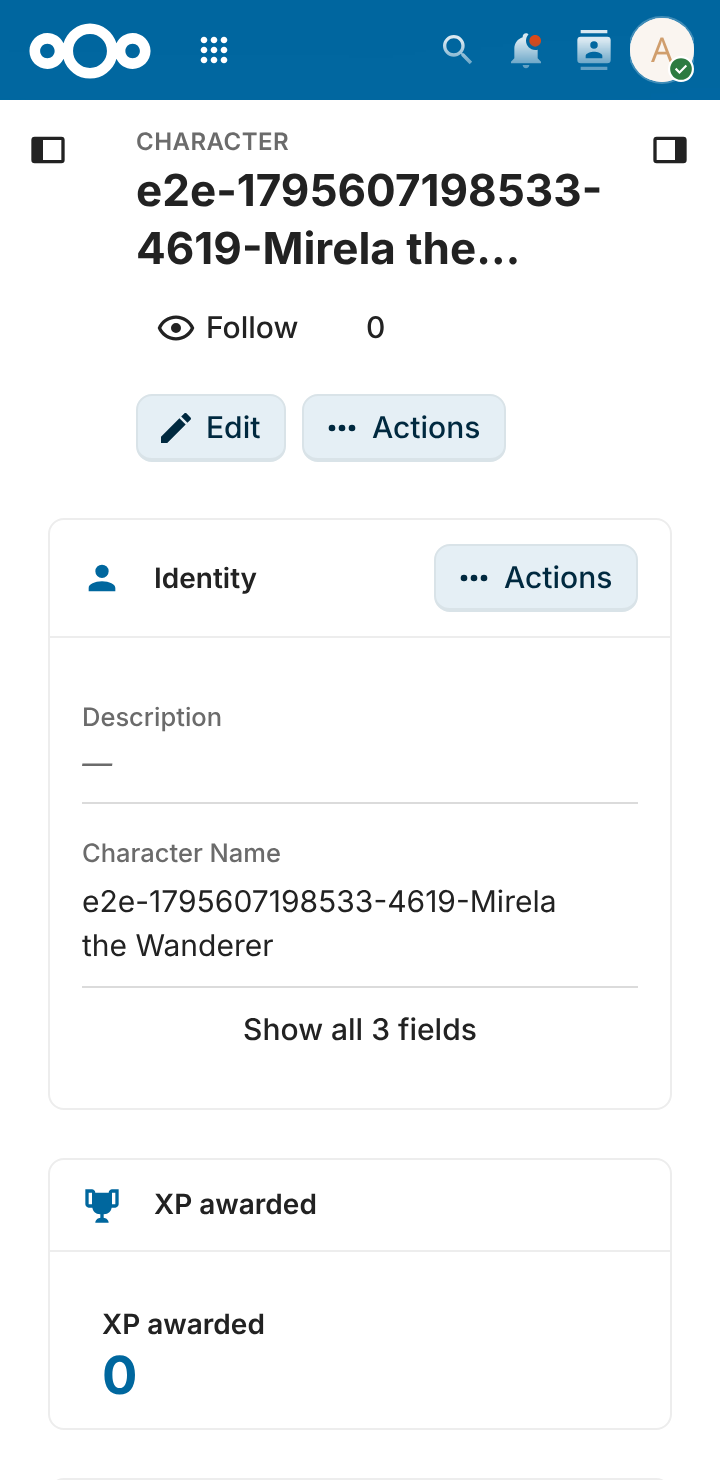 A
CHARACTER
e2e-1795607198533-
4619-Mirela the...
Follow 0
Edit
Actions
Identity
Actions
Description
—
Character Name
e2e-1795607198533-4619-Mirela
the Wanderer
Show all 3 fields
XP awarded
XP awarded
0